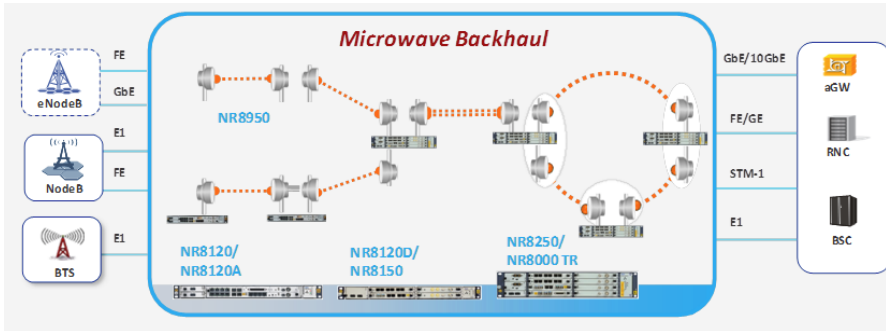 Microwave Backhaul
FE
GbE
eNodeB
E1
FE
NodeB
E1
BTS
NR8950
NR8120/
NR8120A
NR8120D/
NR8150
NR8250/
NR8000 TR
GbE/10GbE
FE/GE
STM-1
E1
aGW
RNC
BSC